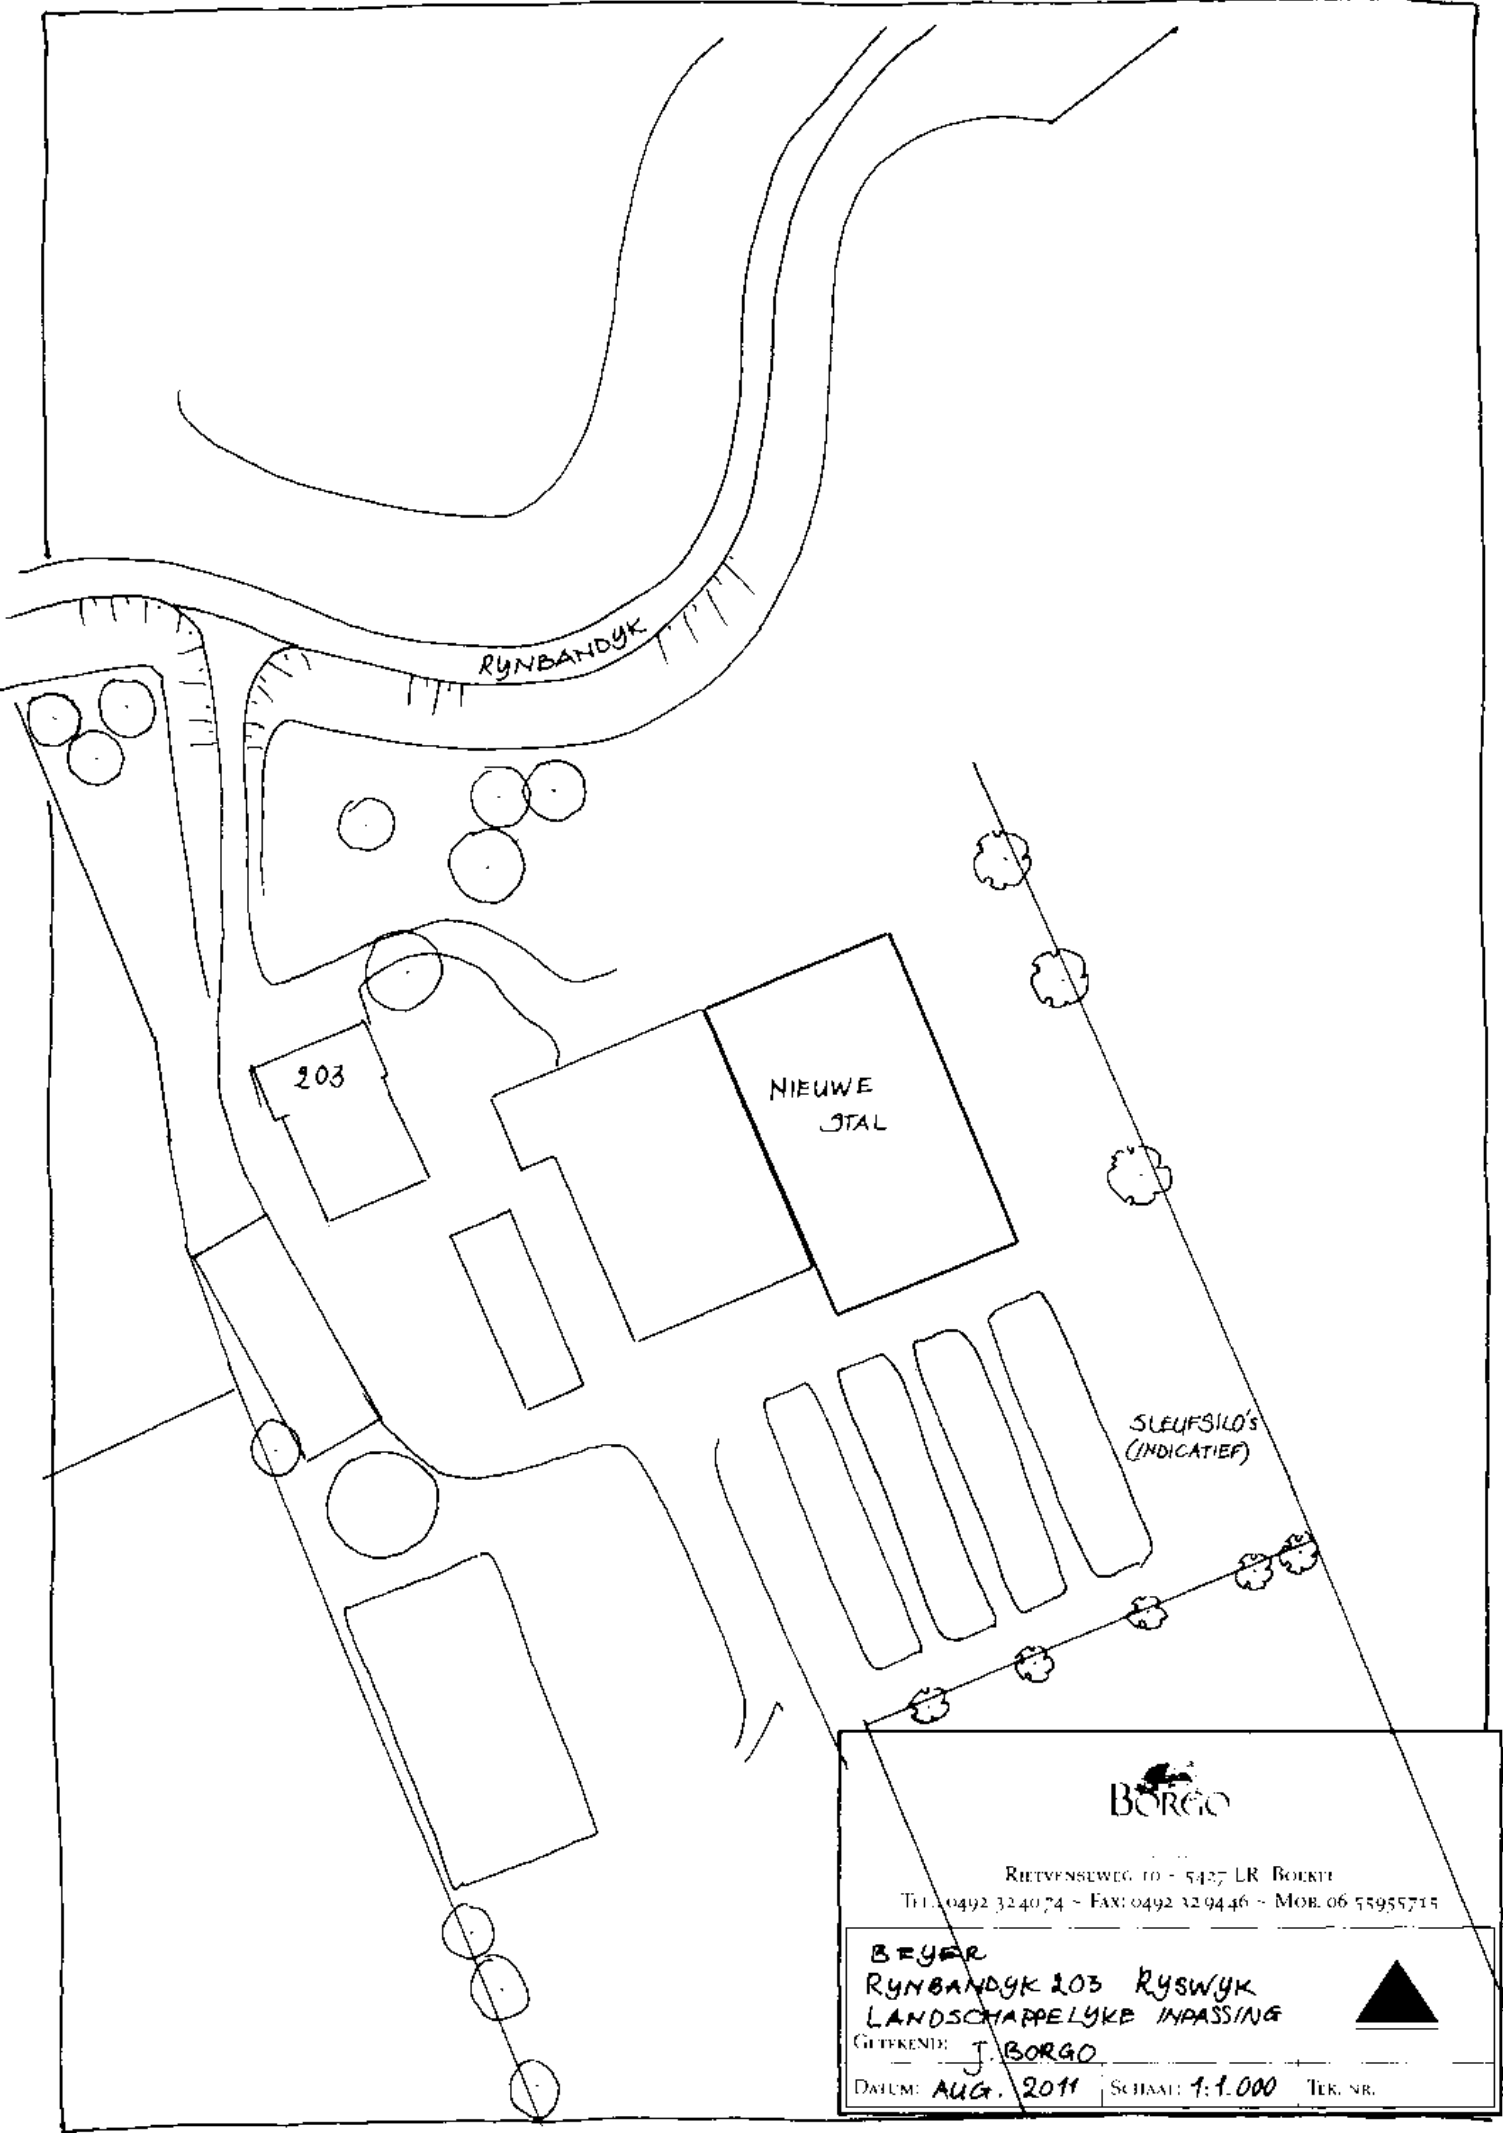 RYNBANDYK
203
NIEUWE
STAL
SLEUFSILO's
(INDICATIEF)
BORGO
RIETVENSEWEG 10 - 5427 LR BOEKEL
TEL.: 0492 324074 ~ FAX: 0492 329446 ~ MOB. 06 55955715
BEYER
RYNBANDYK 203 RYSWYK
LANDSCHAPPELYKE INPASSING
GETEKEND: J. BORGO
DATUM: AUG. 2011 SCHAAL: 1:1.000 TEK. NR.